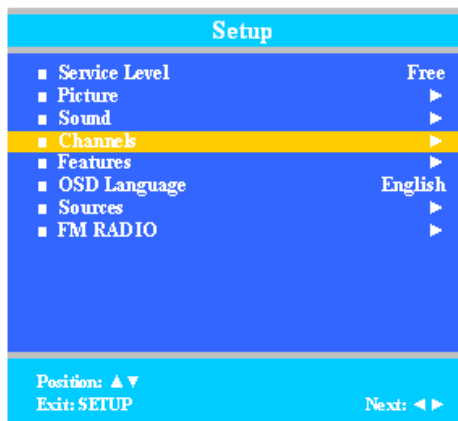 Setup
■ Service Level Free
■ Picture ►
■ Sound ►
■ Channels ►
■ Features ►
■ OSD Language English
■ Sources ►
■ FM RADIO ►
Position: ▲▼
Exit: SETUP Next: ◄►